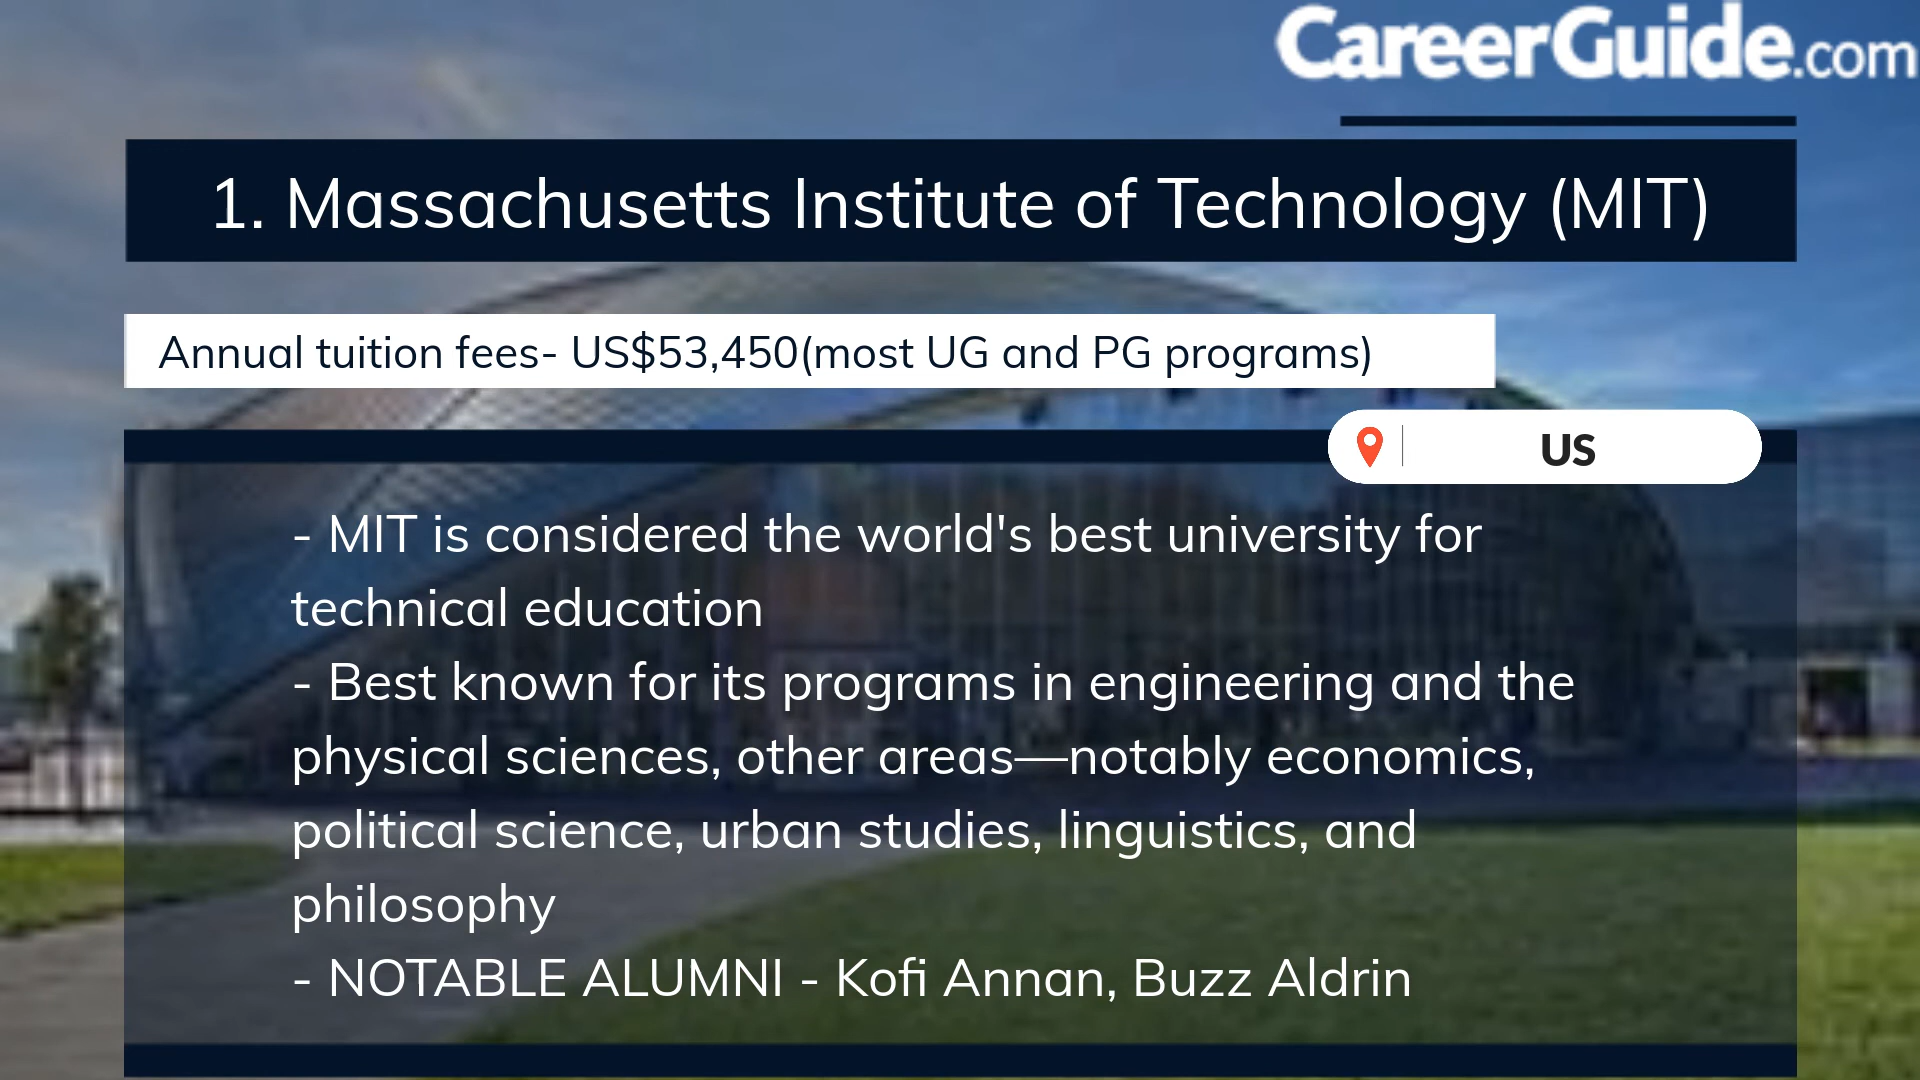 CareerGuide.com
1. Massachusetts Institute of Technology (MIT)
Annual tuition fees- US$53,450(most UG and PG programs)
US
- MIT is considered the world's best university for
technical education
- Best known for its programs in engineering and the
physical sciences, other areas—notably economics,
political science, urban studies, linguistics, and
philosophy
- NOTABLE ALUMNI - Kofi Annan, Buzz Aldrin